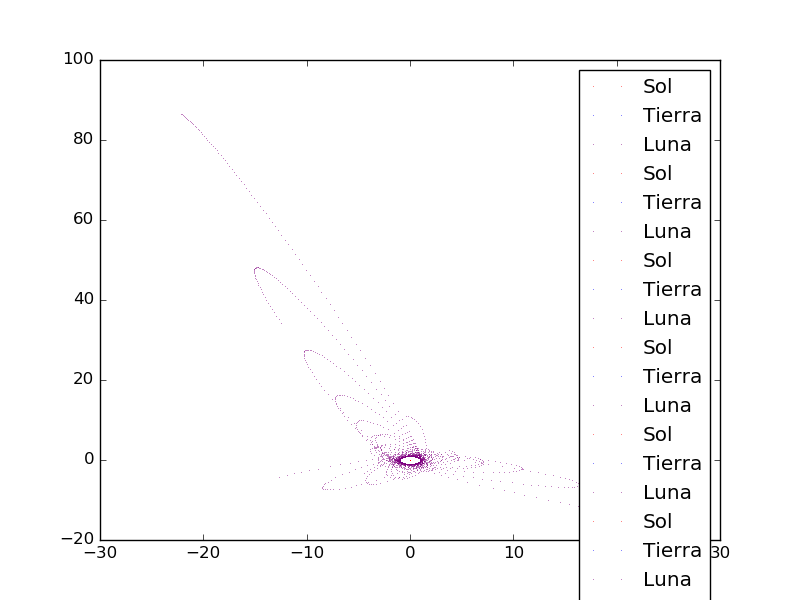 100
80
60
40
20
0
−20
−30
−20
−10
0
10
30
Sol
Tierra
Luna
Sol
Tierra
Luna
Sol
Tierra
Luna
Sol
Tierra
Luna
Sol
Tierra
Luna
Sol
Tierra
Luna